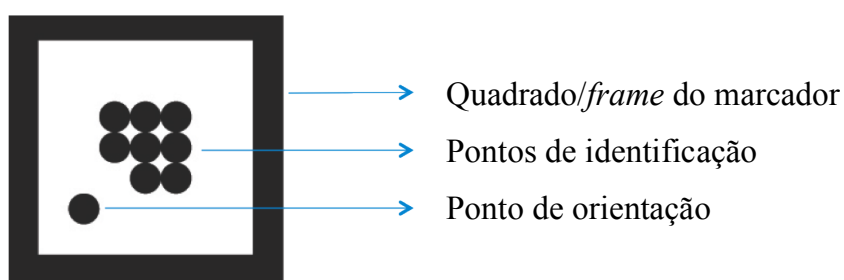 Quadrado/frame do marcador
Pontos de identificação
Ponto de orientação